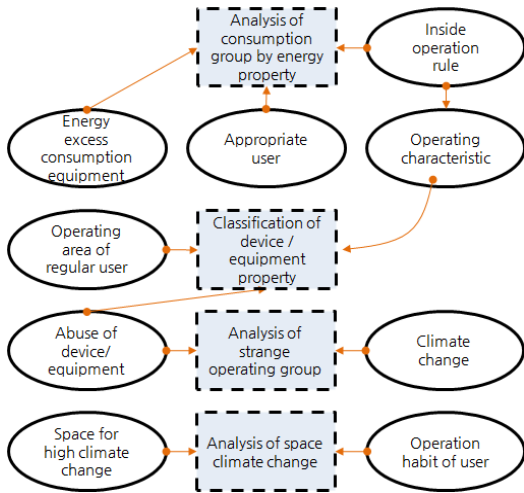 Analysis of
consumption
group by energy
property
Inside
operation
rule
Energy
excess
consumption
equipment
Appropriate
user
Operating
characteristic
Operating
area of
regular user
Classification of
device /
equipment
property
Abuse of
device/
equipment
Analysis of
strange
operating group
Climate
change
Space for
high climate
change
Analysis of space
climate change
Operation
habit of user